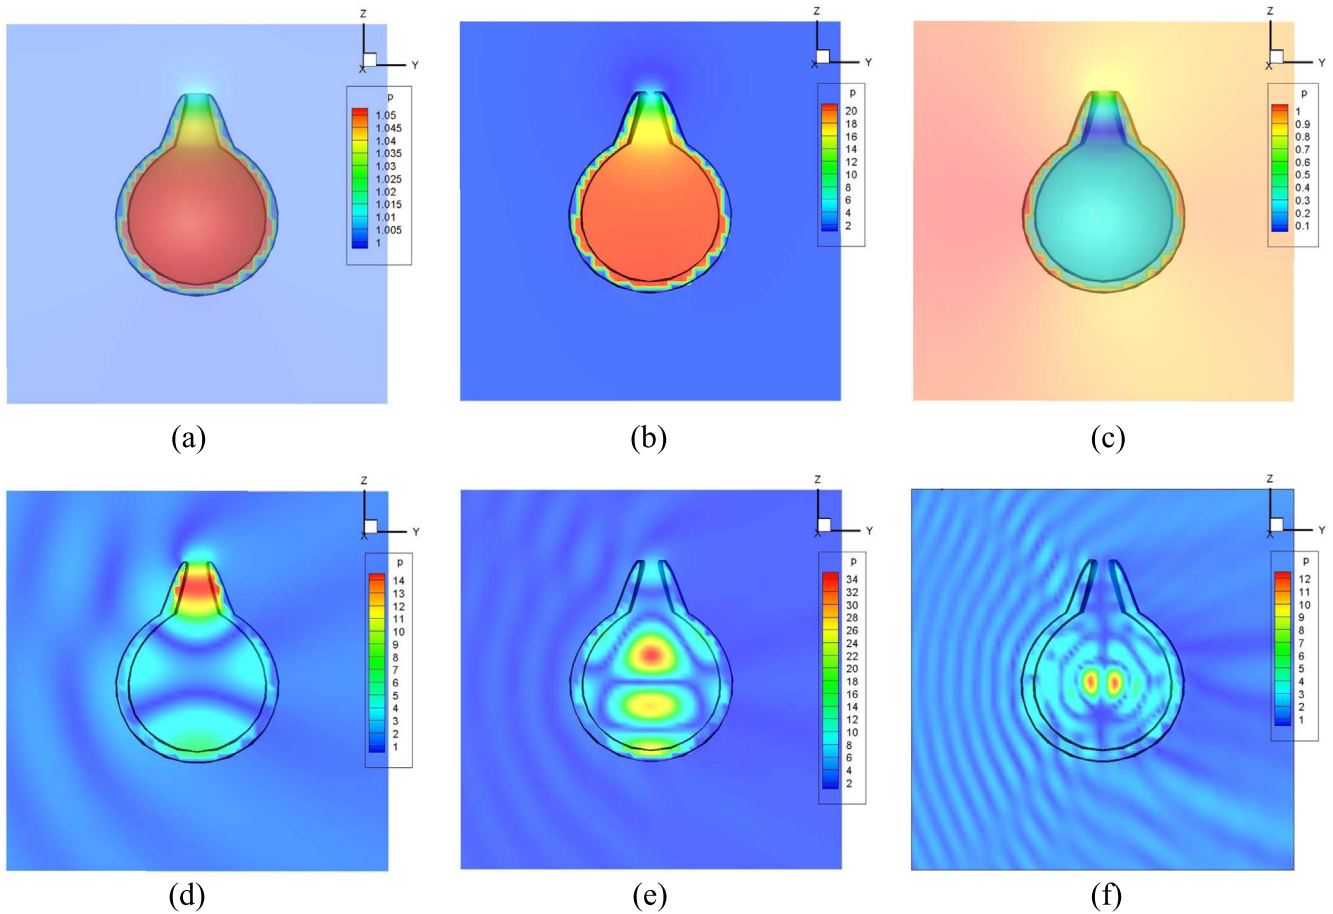 Z
Y
X
p
1.05
1.045
1.04
1.035
1.03
1.025
1.02
1.015
1.01
1.005
1
(a)
Z
Y
X
p
20
18
16
14
12
10
8
6
4
2
(b)
Z
Y
X
p
1
0.9
0.8
0.7
0.6
0.5
0.4
0.3
0.2
0.1
(c)
Z
Y
X
p
14
13
12
11
10
9
8
7
6
5
4
3
2
1
(d)
Z
Y
X
p
34
32
30
28
26
24
22
20
18
16
14
12
10
8
6
4
2
(e)
Z
Y
X
p
12
11
10
9
8
7
6
5
4
3
2
1
(f)